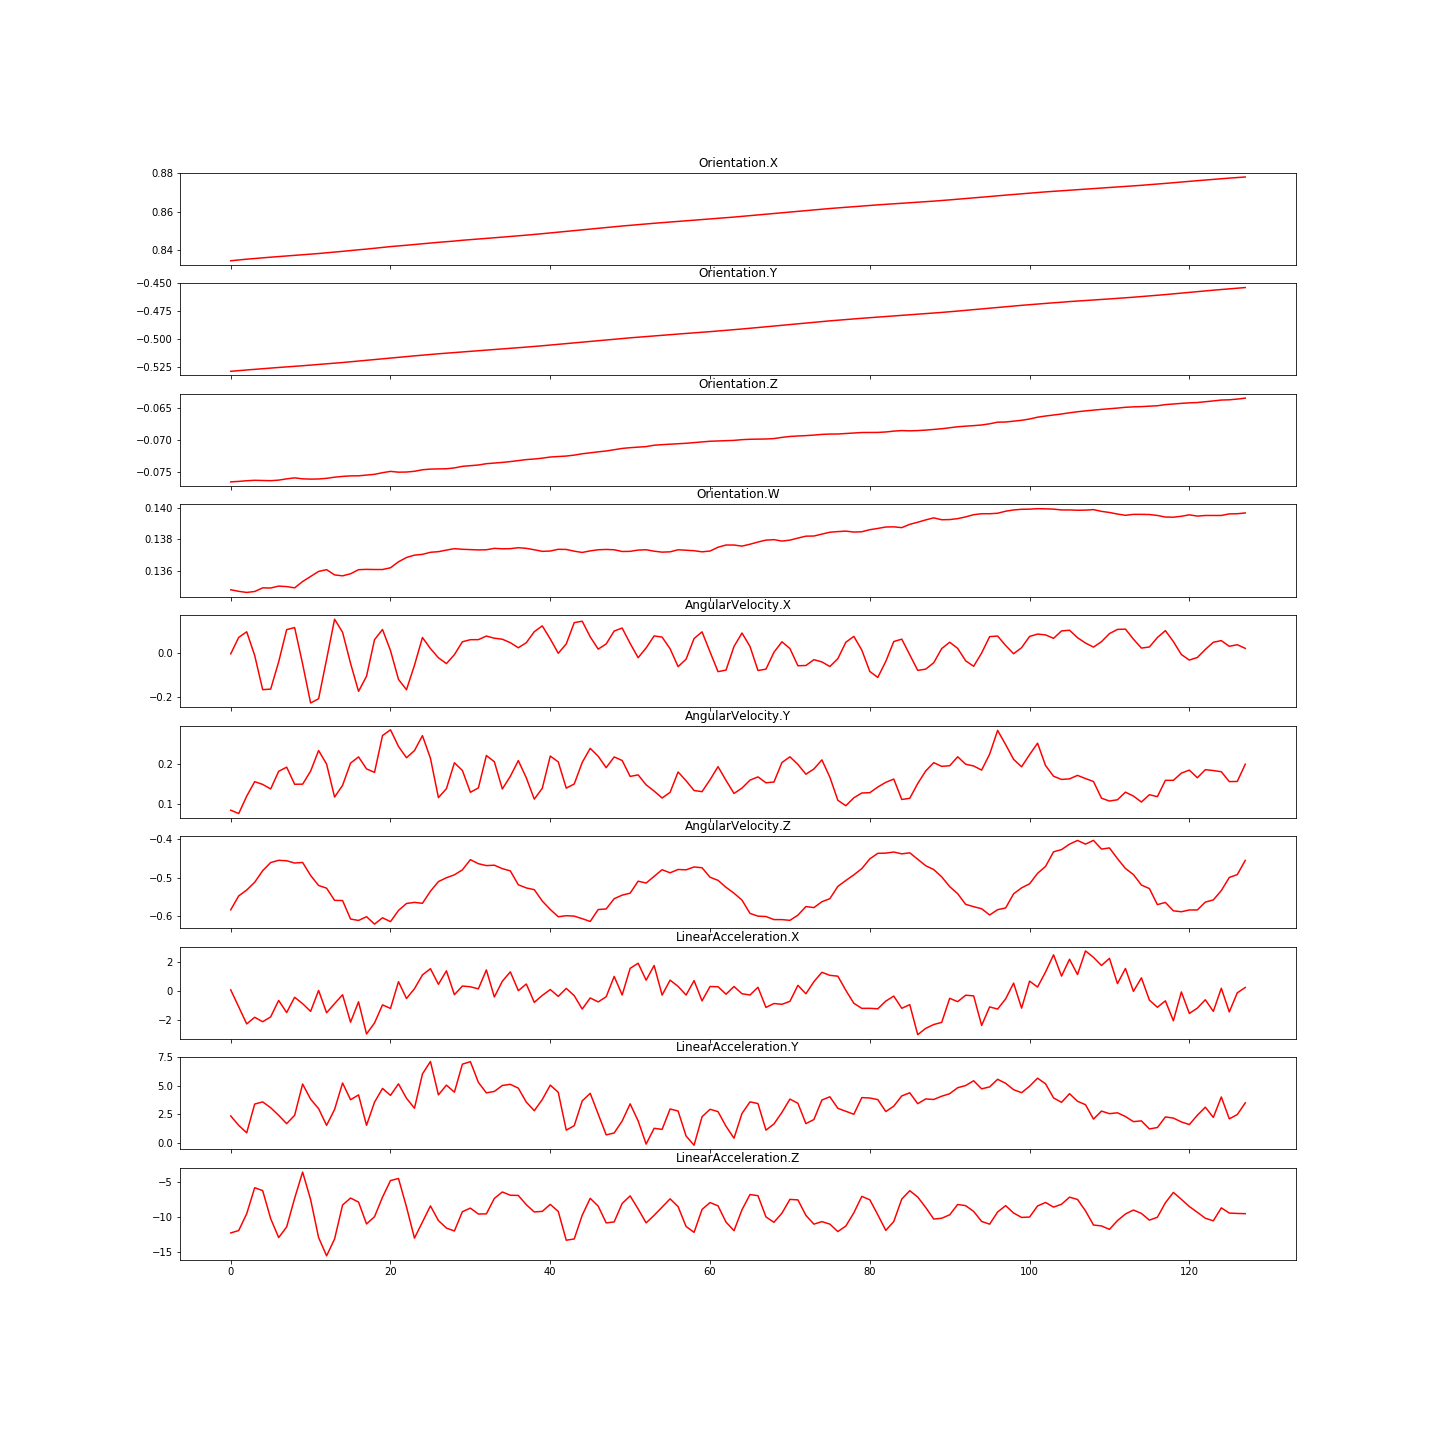 Orientation.X
0.88
0.86
0.84
Orientation.Y
−0.450
−0.475
−0.500
−0.525
Orientation.Z
−0.065
−0.070
−0.075
Orientation.W
0.140
0.138
0.136
AngularVelocity.X
0.0
−0.2
AngularVelocity.Y
0.2
0.1
AngularVelocity.Z
−0.4
−0.5
−0.6
LinearAcceleration.X
2
0
−2
LinearAcceleration.Y
7.5
5.0
2.5
0.0
LinearAcceleration.Z
−5
−10
−15
0 20 40 60 80 100 120